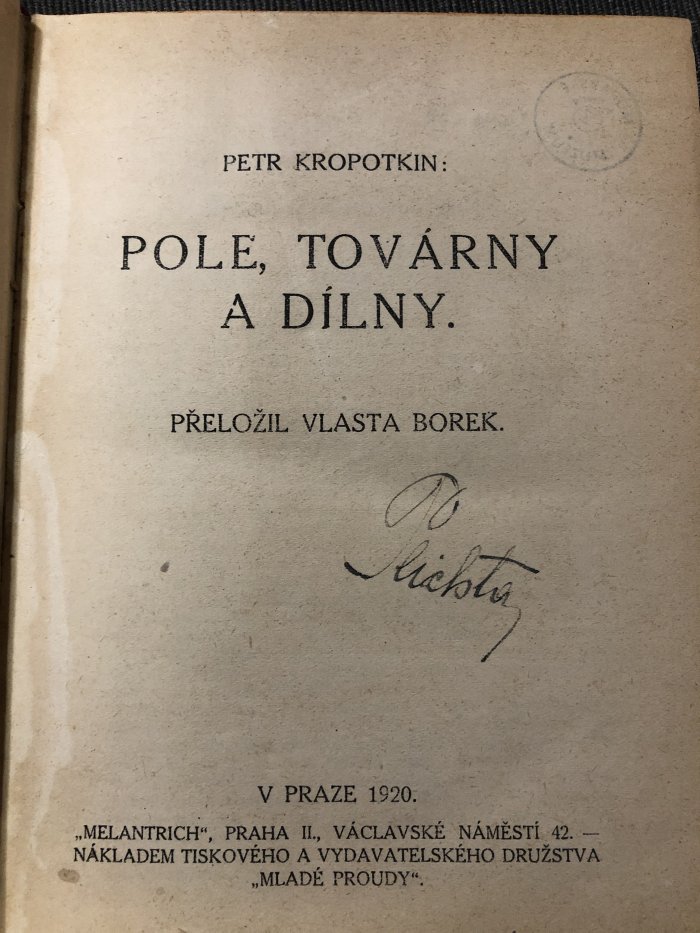 PETR KROPOTKIN:
POLE, TOVÁRNY
A DÍLNY.
PŘELOŽIL VLASTA BOREK.
V PRAZE 1920.
„MELANTRICH“, PRAHA II., VÁCLAVSKÉ NÁMĚSTÍ 42. —
NÁKLADEM TISKOVÉHO A VYDAVATELSKÉHO DRUŽSTVA
„MLADÉ PROUDY“.